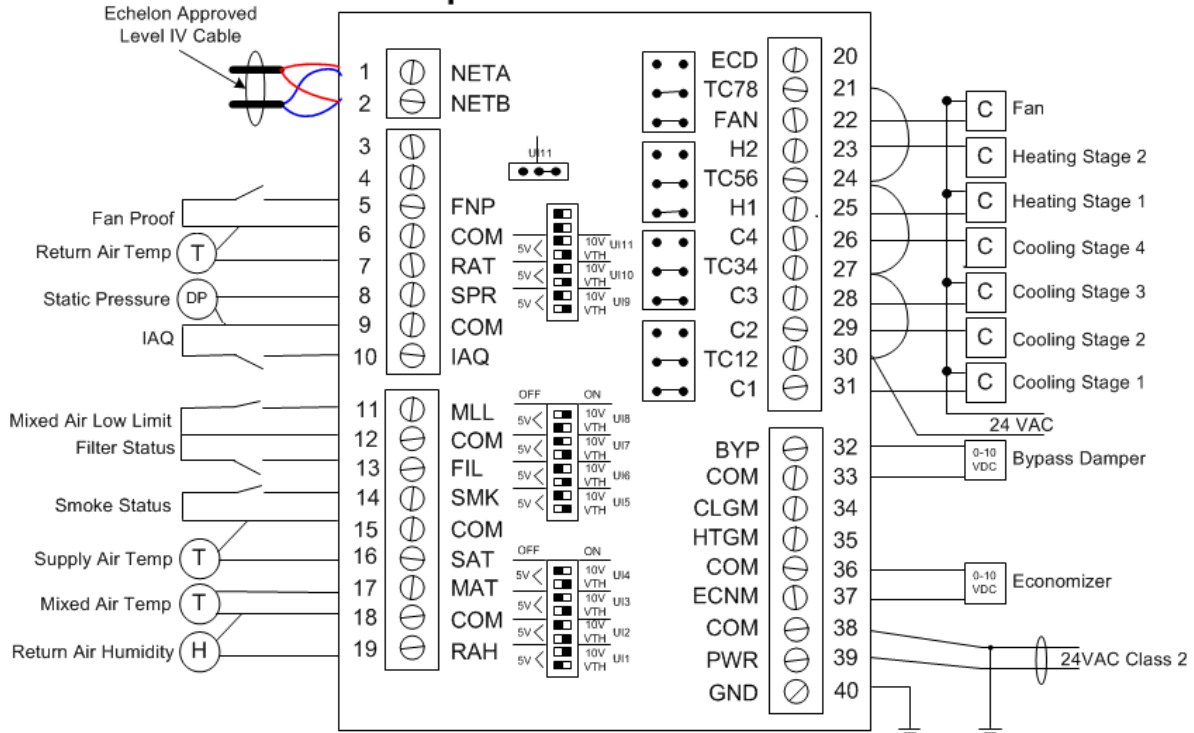 Echelon Approved
Level IV Cable
1 NETA
2 NETB
3
4
5 FNP
6 COM
7 RAT
8 SPR
9 COM
10 IAQ
11 MLL
12 COM
13 FIL
14 SMK
15 COM
16 SAT
17 MAT
18 COM
19 RAH
Fan Proof
Return Air Temp T
Static Pressure DP
IAQ
Mixed Air Low Limit
Filter Status
Smoke Status
Supply Air Temp T
Mixed Air Temp T
Return Air Humidity H
UI11
5V 10V VTH UI11
5V 10V VTH UI10
5V 10V VTH UI9
OFF ON
5V 10V VTH UI8
5V 10V VTH UI7
5V 10V VTH UI6
5V 10V VTH UI5
OFF ON
5V 10V VTH UI4
5V 10V VTH UI3
5V 10V VTH UI2
5V 10V VTH UI1
ECD 20
TC78 21
FAN 22
H2 23
TC56 24
H1 25
C4 26
TC34 27
C3 28
C2 29
TC12 30
C1 31
BYP 32
COM 33
CLGM 34
HTGM 35
COM 36
ECNM 37
COM 38
PWR 39
GND 40
C Fan
C Heating Stage 2
C Heating Stage 1
C Cooling Stage 4
C Cooling Stage 3
C Cooling Stage 2
C Cooling Stage 1
24 VAC
0-10
VDC
Bypass Damper
0-10
VDC
Economizer
24VAC Class 2